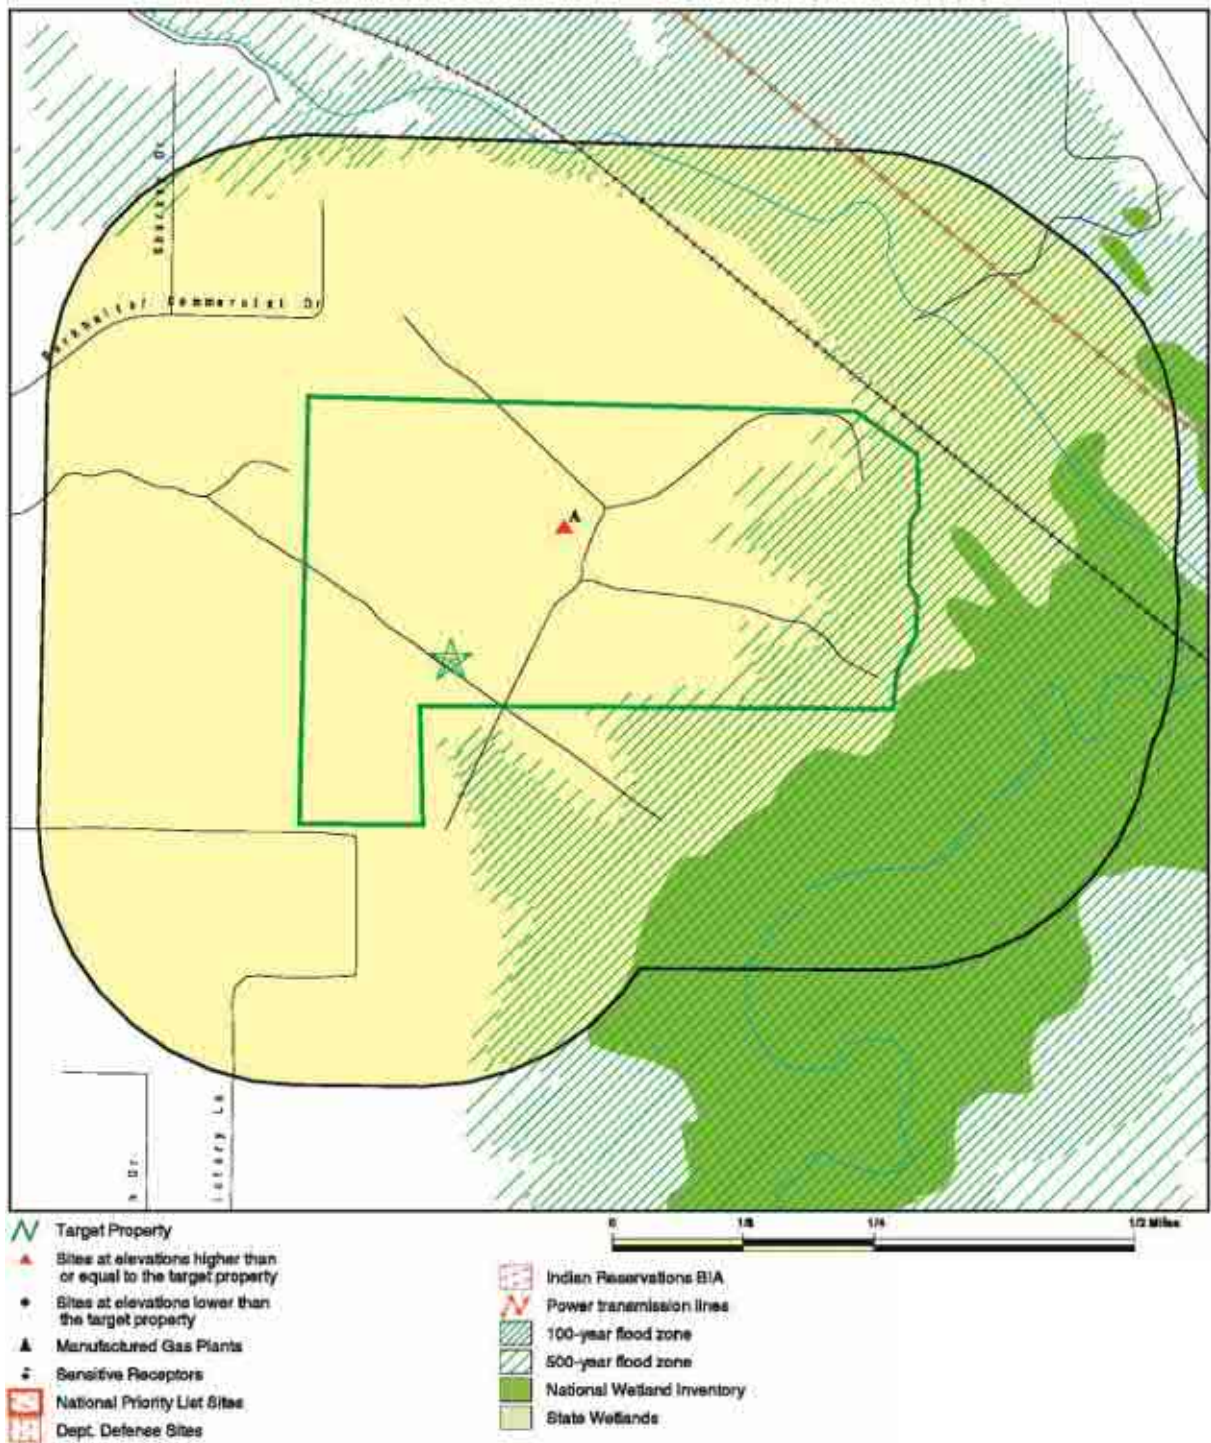 Commercial Dr
A
Target Property
Sites at elevations higher than
or equal to the target property
Sites at elevations lower than
the target property
Manufactured Gas Plants
Sensitive Receptors
National Priority List Sites
Dept. Defense Sites
0 1/8 1/4 1/2 Miles
Indian Reservations BIA
Power transmission lines
100-year flood zone
500-year flood zone
National Wetland Inventory
State Wetlands